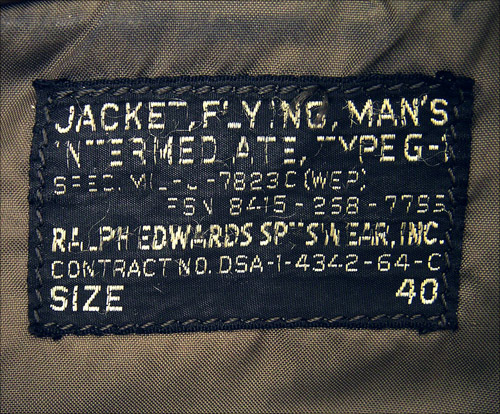 JACKET, FLYING, MAN'S
INTERMEDIATE, TYPE G-1
SPEC. MIL-J-7823C (WEP)
FSN 8415-268-7795
RALPH EDWARDS SPTSWEAR, INC.
CONTRACT NO. DSA-1-4342-64-C
SIZE 40